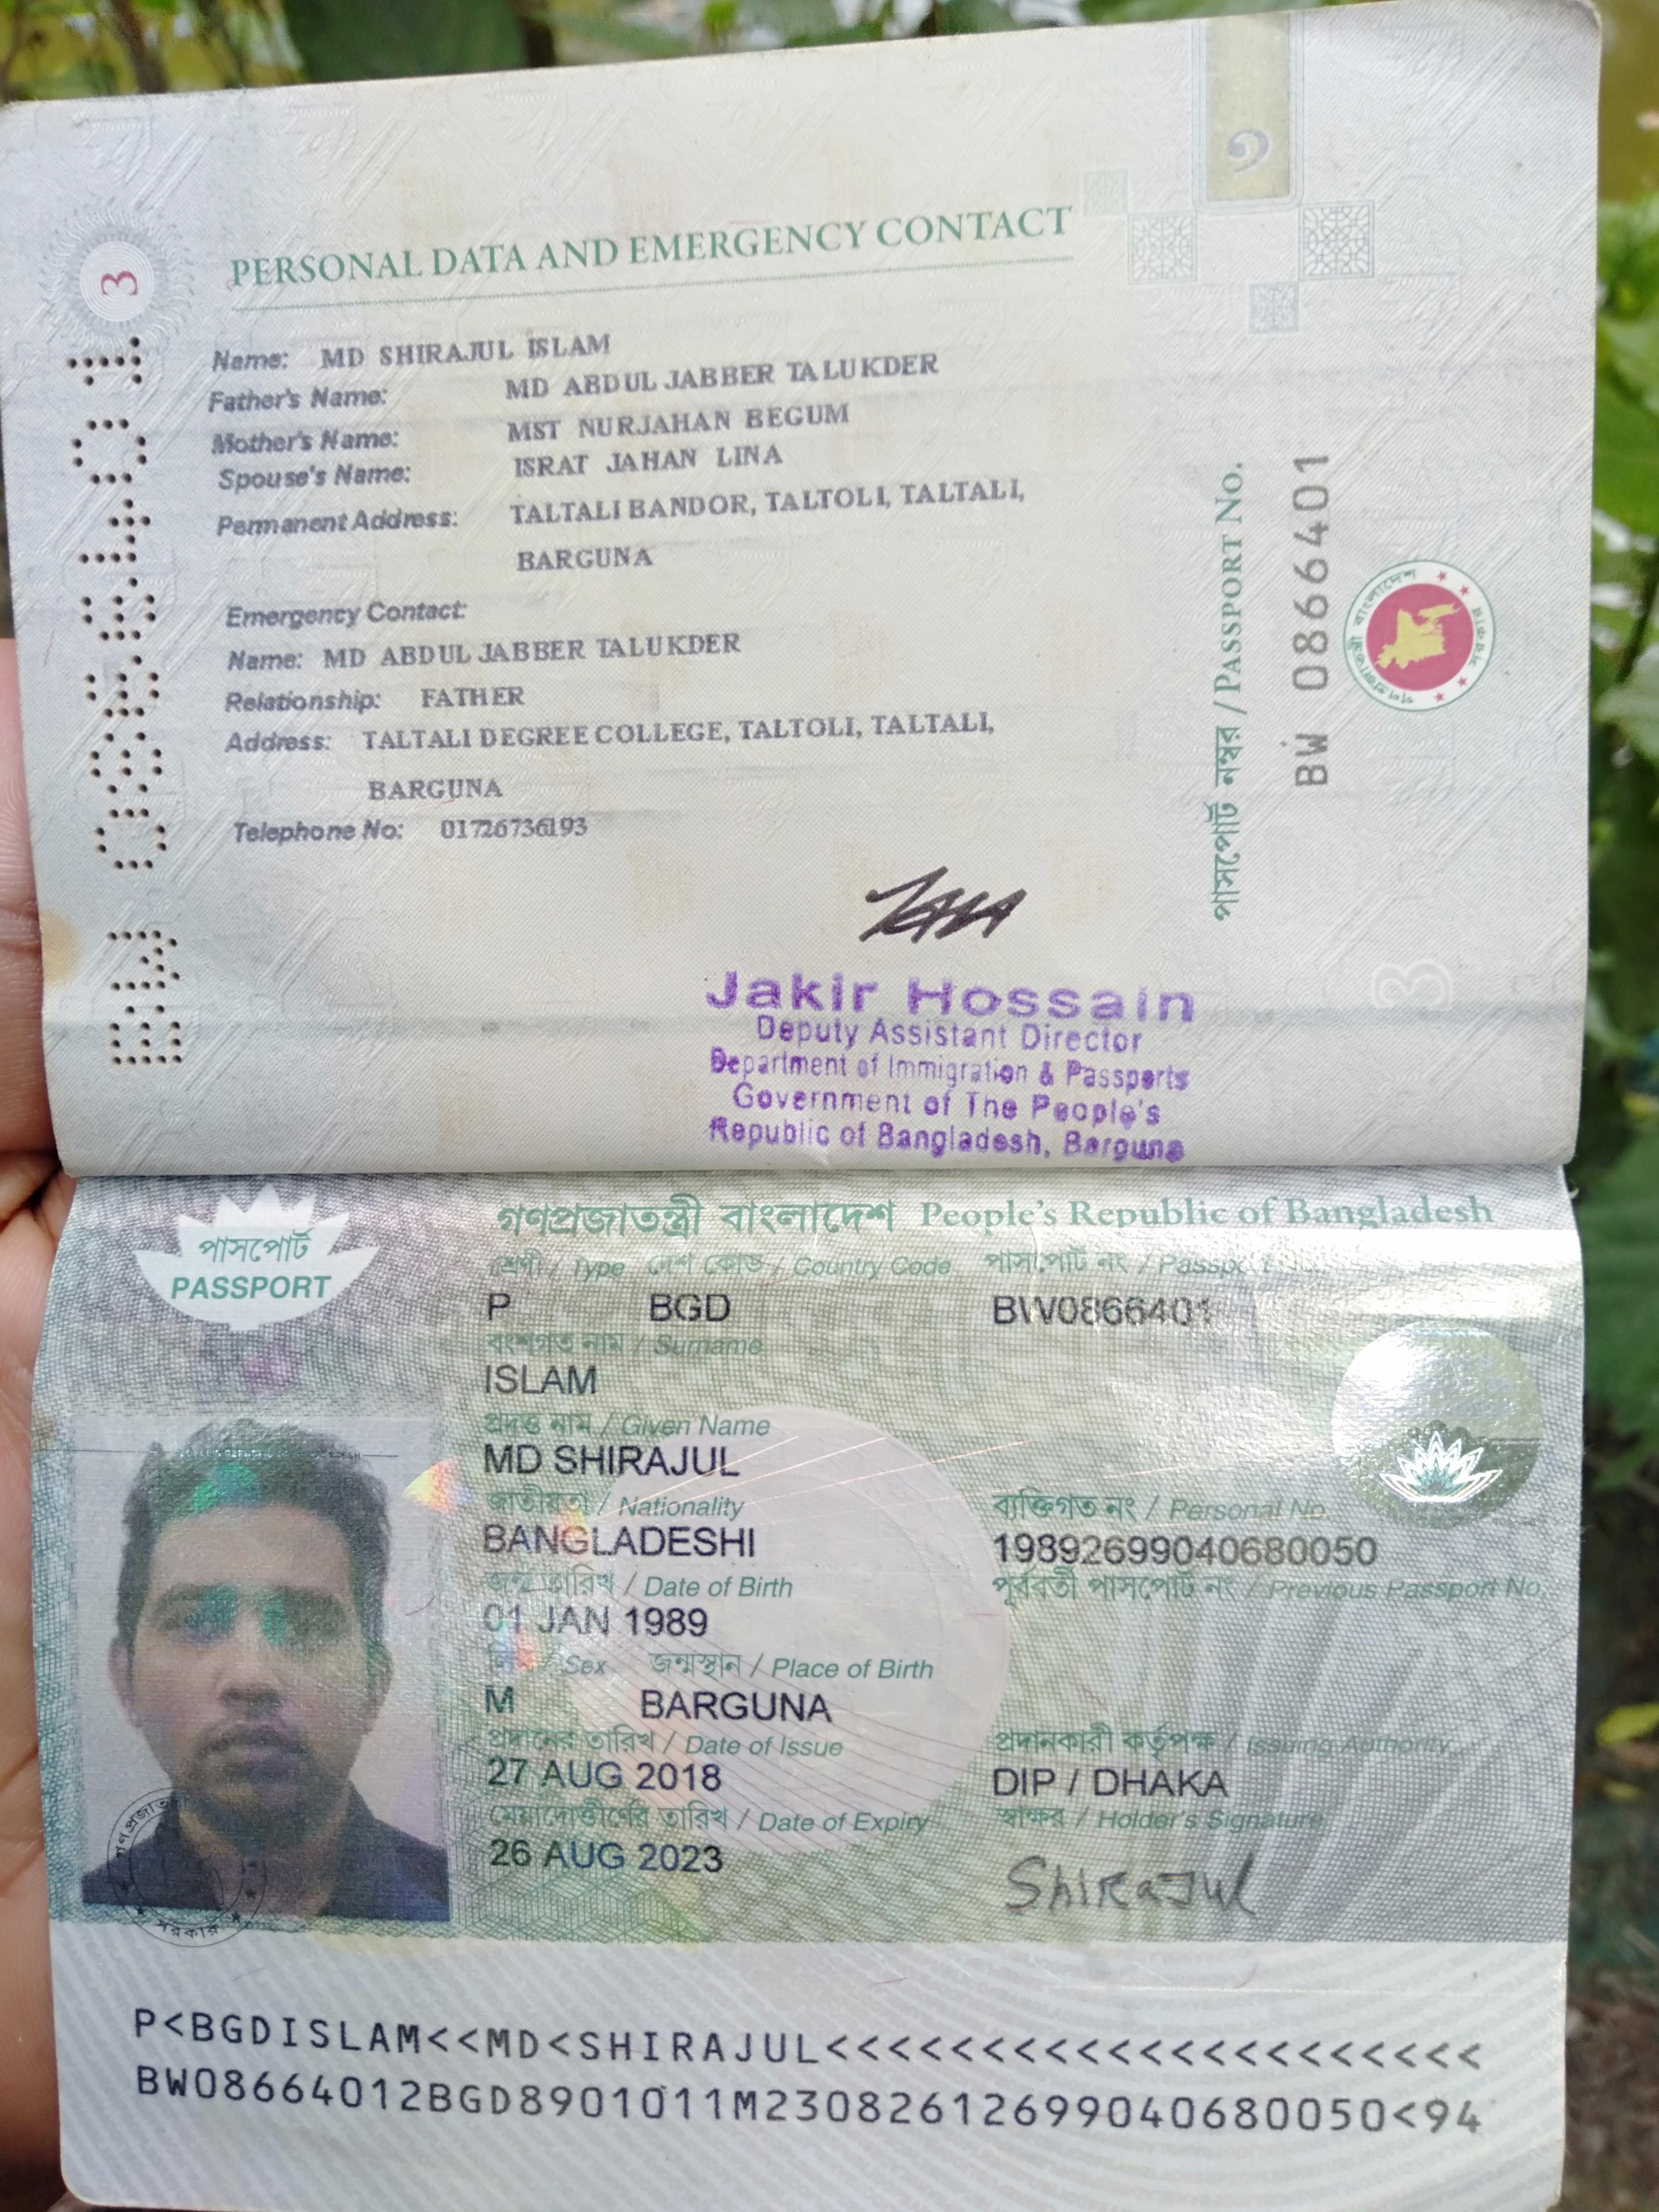 ১
3
PERSONAL DATA AND EMERGENCY CONTACT
Name: MD SHIRAJUL ISLAM
Father's Name: MD ABDUL JABBER TALUKDER
Mother's Name: MST NURJAHAN BEGUM
Spouse's Name: ISRAT JAHAN LINA
Permanent Address: TALTALI BANDOR, TALTOLI, TALTALI,
BARGUNA
Emergency Contact:
Name: MD ABDUL JABBER TALUKDER
Relationship: FATHER
Address: TALTALI DEGREE COLLEGE, TALTOLI, TALTALI,
BARGUNA
Telephone No: 01726736193
পাসপোর্ট নম্বর / PASSPORT No.
BW 0866401
BW 0866401
Jakir Hossain
Deputy Assistant Director
Department of Immigration & Passports
Government of The People's
Republic of Bangladesh, Barguna
পাসপোর্ট
PASSPORT
গণপ্রজাতন্ত্রী বাংলাদেশ People's Republic of Bangladesh
শ্রেণী / Type দেশ কোড / Country Code পাসপোর্ট নং / Passport
P BGD BW0866401
বংশগত নাম / Surname
ISLAM
প্রদত্ত নাম / Given Name
MD SHIRAJUL
জাতীয়তা / Nationality ব্যক্তিগত নং / Personal No.
BANGLADESHI 19892699040680050
জন্ম তারিখ / Date of Birth পূর্ববর্তী পাসপোর্ট নং / Previous Passport No.
01 JAN 1989
লিঙ্গ / Sex জন্মস্থান / Place of Birth
M BARGUNA
প্রদানের তারিখ / Date of Issue প্রদানকারী কর্তৃপক্ষ / Issuing Authority
27 AUG 2018 DIP / DHAKA
মেয়াদোত্তীর্ণের তারিখ / Date of Expiry স্বাক্ষর / Holder's Signature
26 AUG 2023 Shirajul
P<BGDISLAM<<MD<SHIRAJUL<<<<<<<<<<<<<<<<<<<<<
BW08664012BGD8901011M23082612699040680050<94